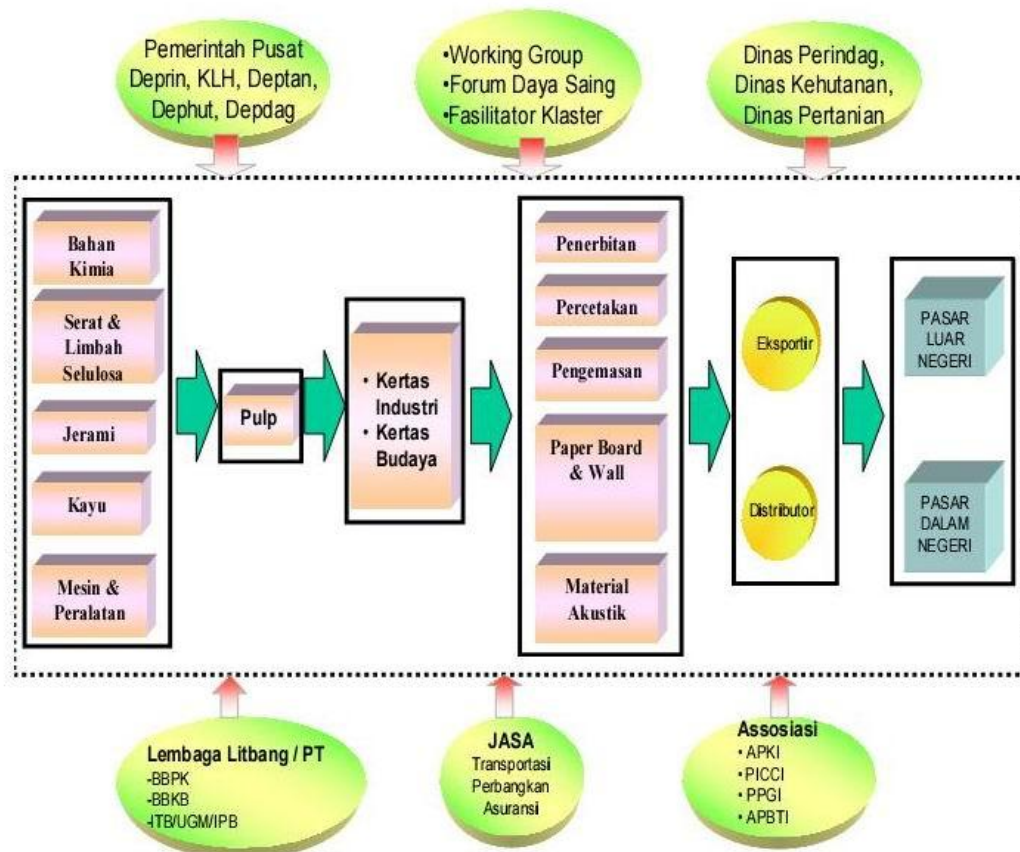 Pemerintah Pusat
Deprin, KLH, Deptan,
Dephut, Depdag
•Working Group
•Forum Daya Saing
•Fasilitator Klaster
Dinas Perindag,
Dinas Kehutanan,
Dinas Pertanian
Bahan
Kimia
Serat &
Limbah
Selulosa
Jerami
Kayu
Mesin &
Peralatan
Pulp
• Kertas
Industri
• Kertas
Budaya
Penerbitan
Percetakan
Pengemasan
Paper Board
& Wall
Material
Akustik
Eksportir
Distriibutor
PASAR
LUAR
NEGERI
PASAR
DALAM
NEGERI
Lembaga Litbang / PT
-BBPK
-BBKB
-ITB/UGM/IPB
JASA
Transportasi
Perbangkan
Asuransi
Assosiasi
• APKI
• PICCI
• PPGI
• APBTI